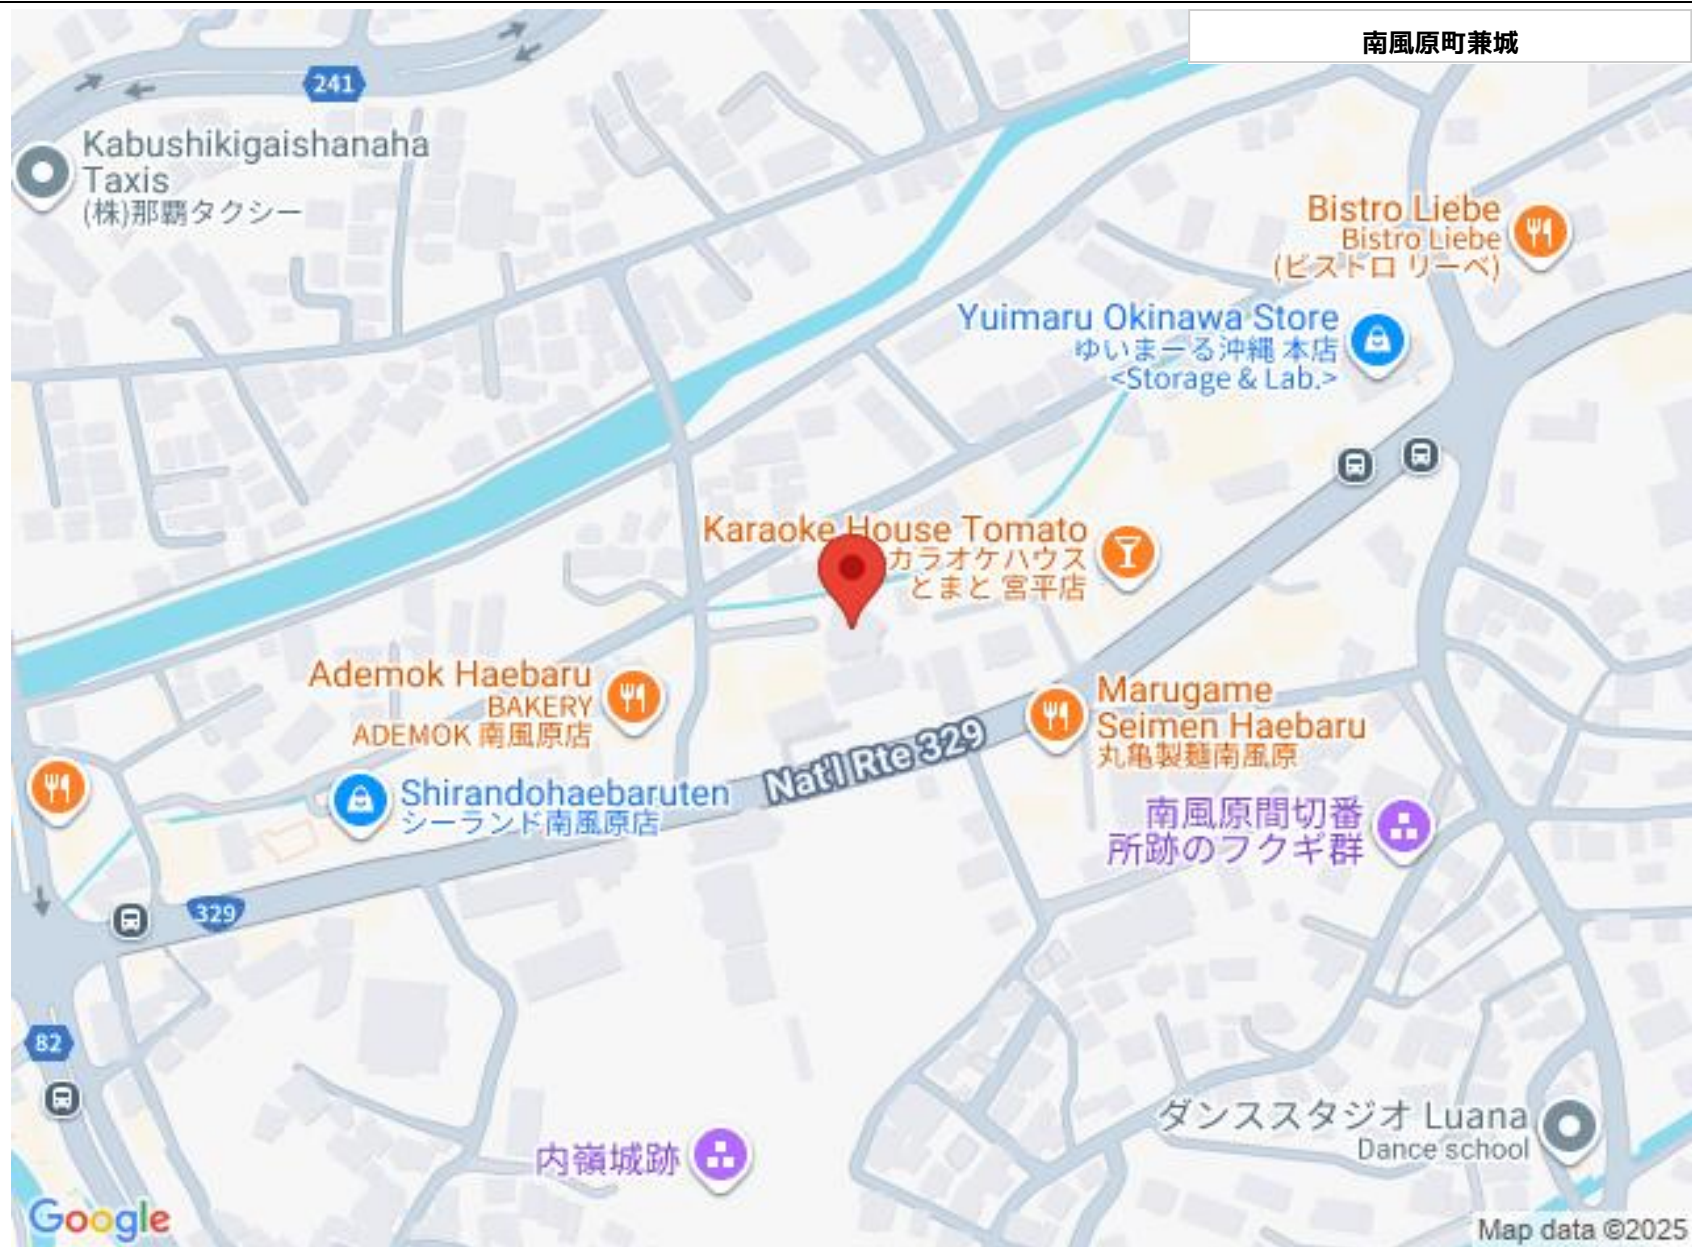 南風原町兼城
241
Kabushikigaishanaha
Taxis
(株)那覇タクシー
Bistro Liebe
Bistro Liebe
(ビストロ リーベ)
Yuimaru Okinawa Store
ゆいまーる沖縄 本店
<Storage & Lab.>
Karaoke House Tomato
カラオケハウス
とまと 宮平店
Ademok Haebaru
BAKERY
ADEMOK 南風原店
Marugame
Seimen Haebaru
丸亀製麺南風原
Nat'l Rte 329
Shirandohaebaruten
シーランド南風原店
南風原間切番
所跡のフクギ群
329
82
ダンススタジオ Luana
Dance school
内嶺城跡
Google
Map data ©2025